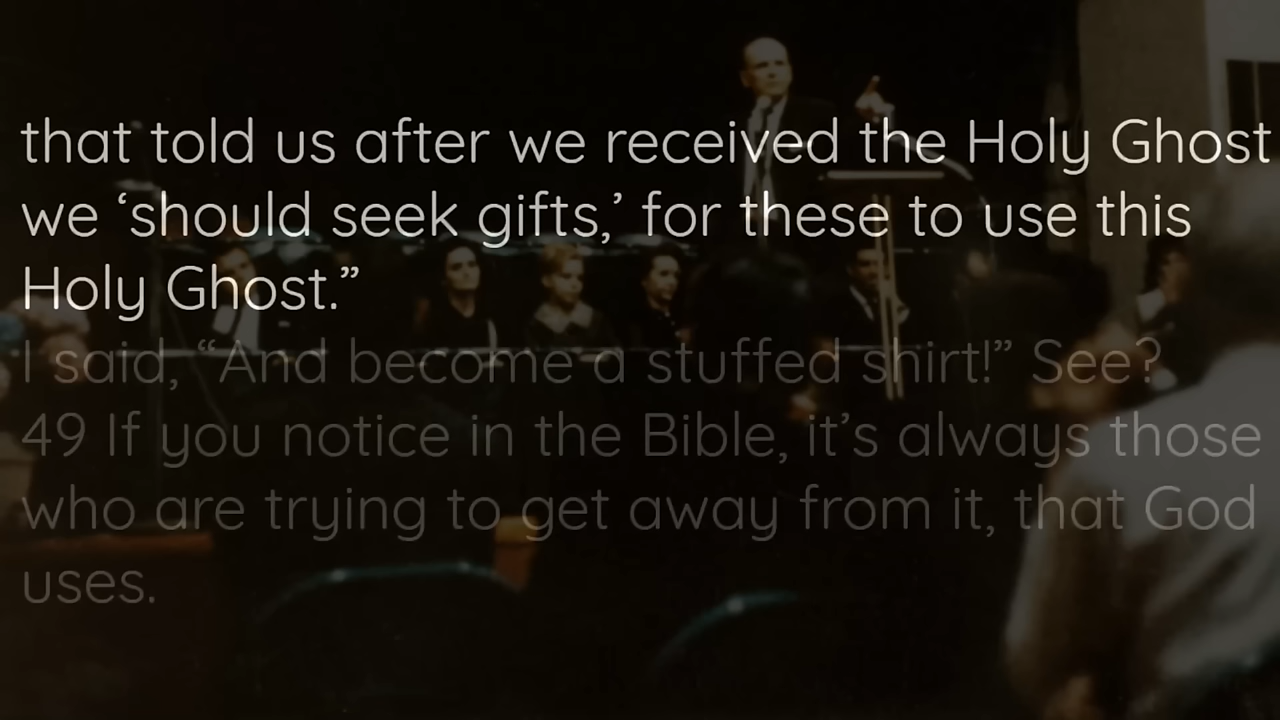 that told us after we received the Holy Ghost
we ‘should seek gifts,’ for these to use this
Holy Ghost.”
I said, “And become a stuffed shirt!” See?
49 If you notice in the Bible, it’s always those
who are trying to get away from it, that God
uses.